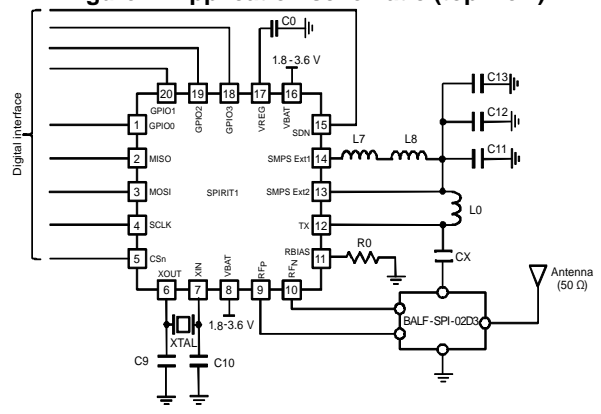 C0
1.8-3.6 V
C13
C12
C11
20
19
18
17
16
GPIO1
GPIO2
GPIO3
VREG
VBAT
SDN
15
Digital interface
1
GPIO0
2
MISO
3
MOSI
4
SCLK
5
CSn
SPIRIT1
SMPS Ext1
14
L7
L8
SMPS Ext2
13
L0
TX
12
RBIAS
11
R0
CX
XOUT
XIN
VBAT
RFP
RFN
6
7
8
9
10
1.8-3.6 V
XTAL
C9
C10
BALF-SPI-02D3
Antenna
(50 Ω)